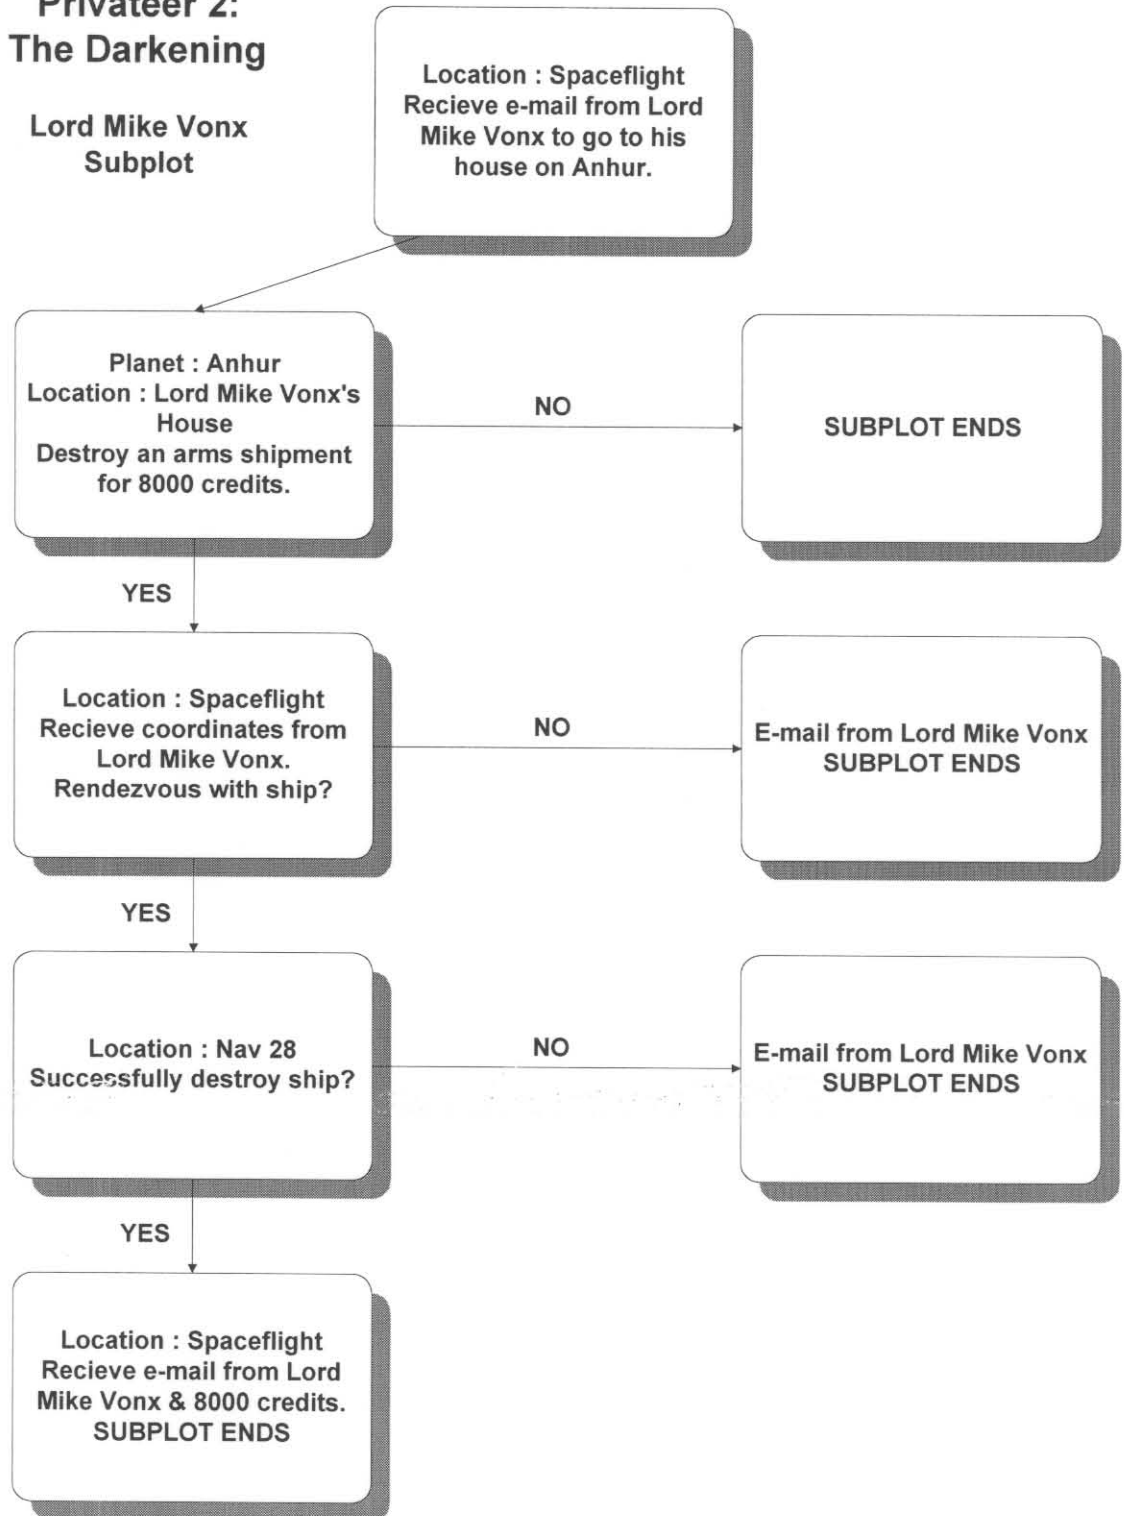 Privateer 2:
The Darkening
Lord Mike Vonx
Subplot
Location : Spaceflight
Recieve e-mail from Lord
Mike Vonx to go to his
house on Anhur.
Planet : Anhur
Location : Lord Mike Vonx's
House
Destroy an arms shipment
for 8000 credits.
NO
SUBPLOT ENDS
YES
Location : Spaceflight
Recieve coordinates from
Lord Mike Vonx.
Rendezvous with ship?
NO
E-mail from Lord Mike Vonx
SUBPLOT ENDS
YES
Location : Nav 28
Successfully destroy ship?
NO
E-mail from Lord Mike Vonx
SUBPLOT ENDS
YES
Location : Spaceflight
Recieve e-mail from Lord
Mike Vonx & 8000 credits.
SUBPLOT ENDS